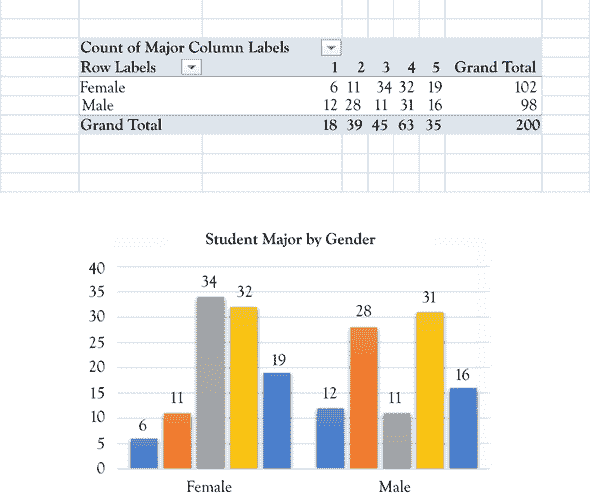 Count of Major Column Labels
Row Labels 1 2 3 4 5 Grand Total
Female 6 11 34 32 19 102
Male 12 28 11 31 16 98
Grand Total 18 39 45 63 35 200
Student Major by Gender
40
35
30
25
20
15
10
5
0
6 11 34 32 19 12 28 11 31 16
Female Male